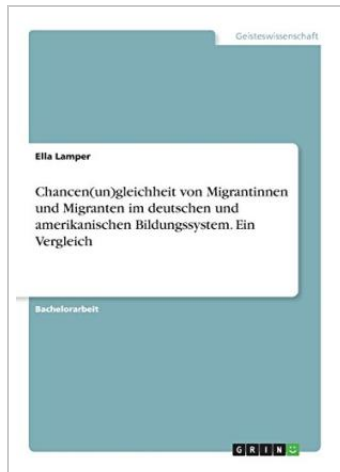 Geisteswissenschaft
Ella Lamper
Chancen(un)gleichheit von Migrantinnen
und Migranten im deutschen und
amerikanischen Bildungssystem. Ein
Vergleich
Bachelorarbeit
GRIN